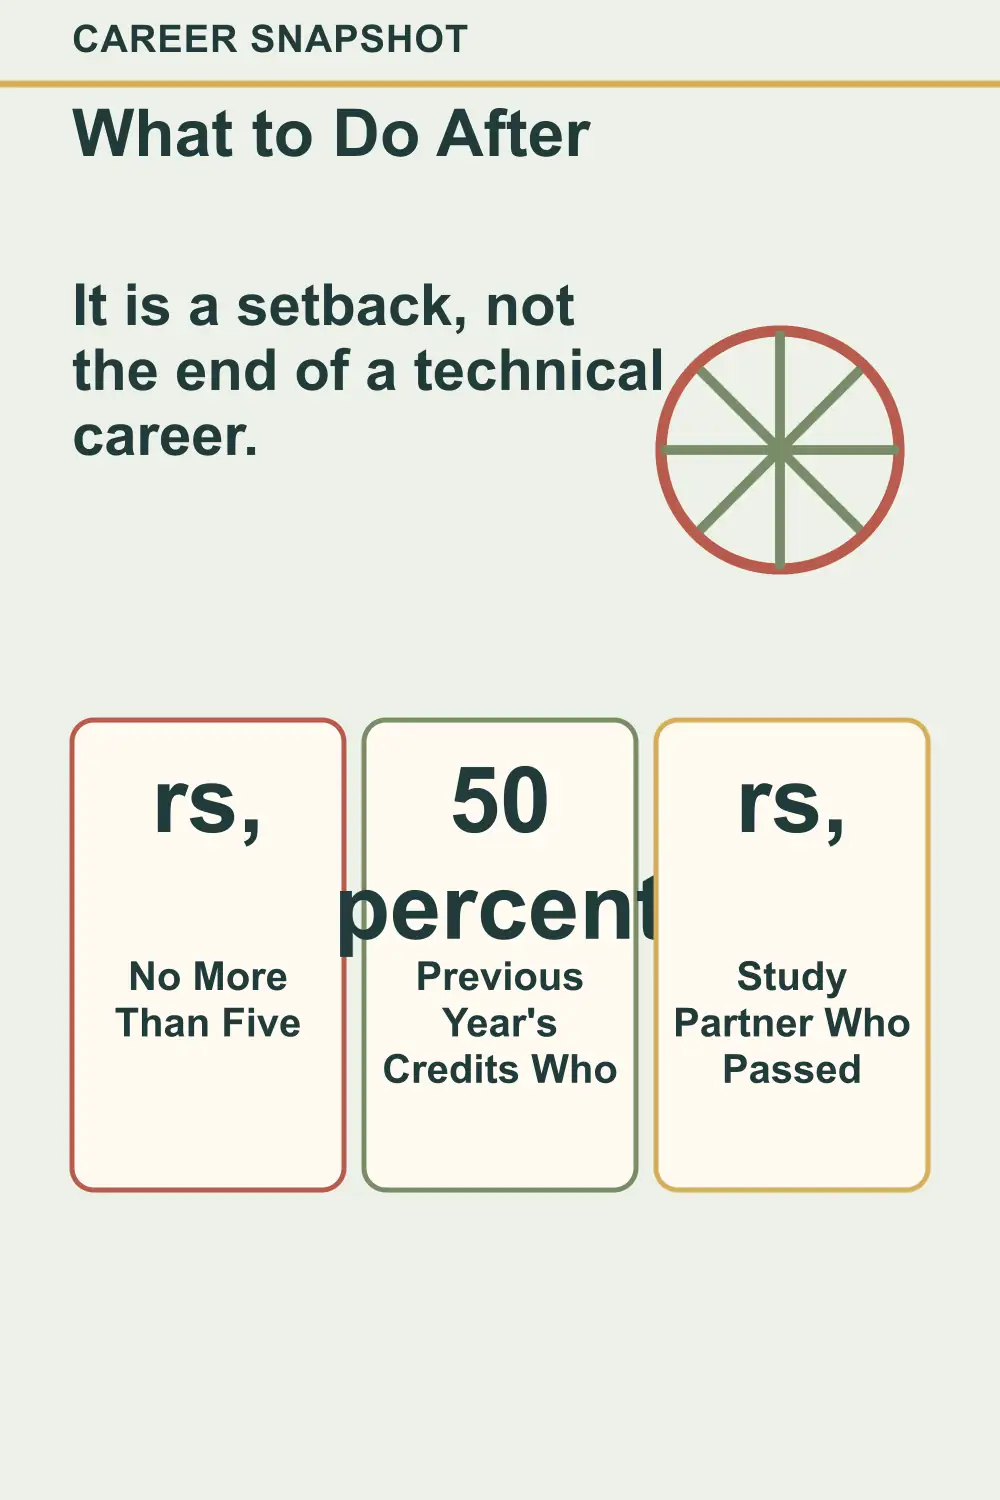 CAREER SNAPSHOT
What to Do After
It is a setback, not
the end of a technical
career.
rs,
No More
Than Five
50
percent
Previous
Year's
Credits Who
rs,
Study
Partner Who
Passed